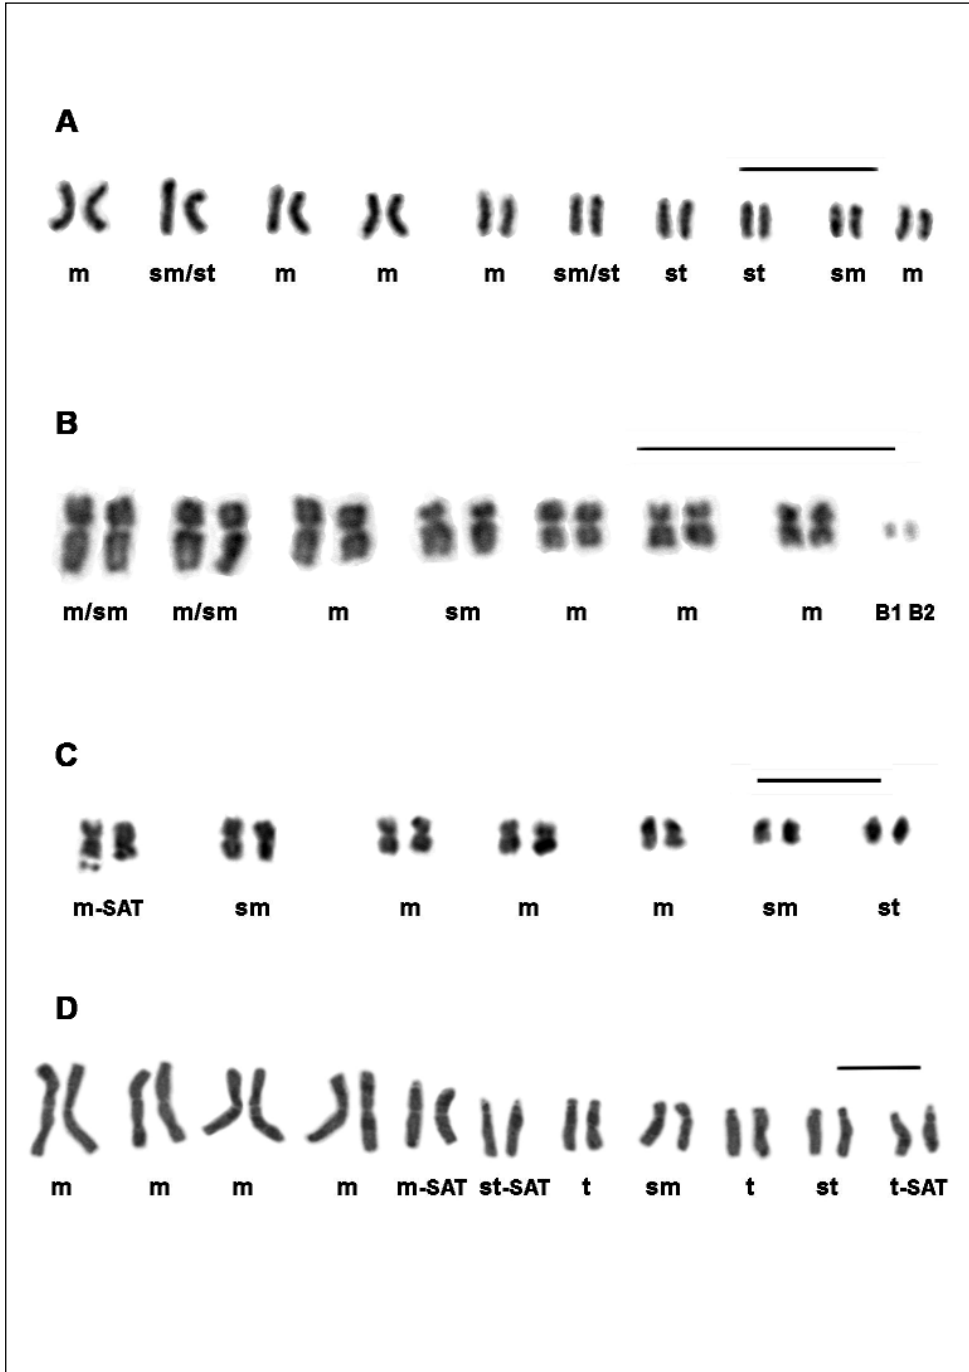 A
m sm/st m m m sm/st st st sm m
B
m/sm m/sm m sm m m m B1 B2
C
m-SAT sm m m m sm st
D
m m m m m-SAT st-SAT t sm t st t-SAT